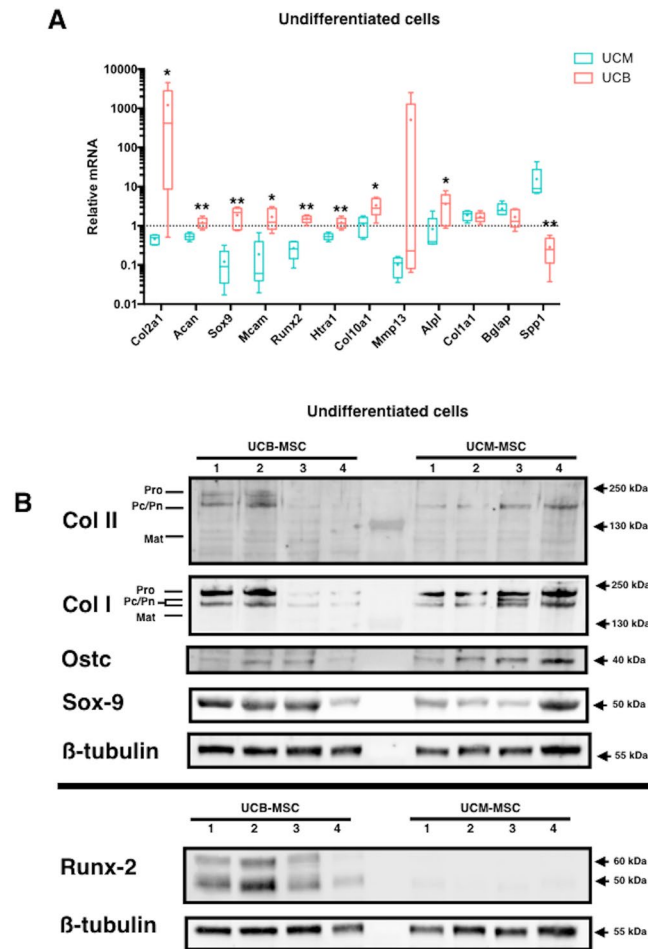 A
Undifferentiated cells
UCM
UCB
Relative mRNA
10000
1000
100
10
1
0.1
0.01
* ** ** * ** ** * * **
Col2a1 Acan Sox9 Mcam Runx2 Htra1 Col10a1 Mmp13 Alpl Col1a1 Bglap Spp1
Undifferentiated cells
UCB-MSC UCM-MSC
1 2 3 4 1 2 3 4
B
Col II
Pro
Pc/Pn
Mat
250 kDa
130 kDa
Col I
Pro
Pc/Pn
Mat
250 kDa
130 kDa
Ostc 40 kDa
Sox-9 50 kDa
ß-tubulin 55 kDa
UCB-MSC UCM-MSC
1 2 3 4 1 2 3 4
Runx-2
60 kDa
50 kDa
ß-tubulin 55 kDa